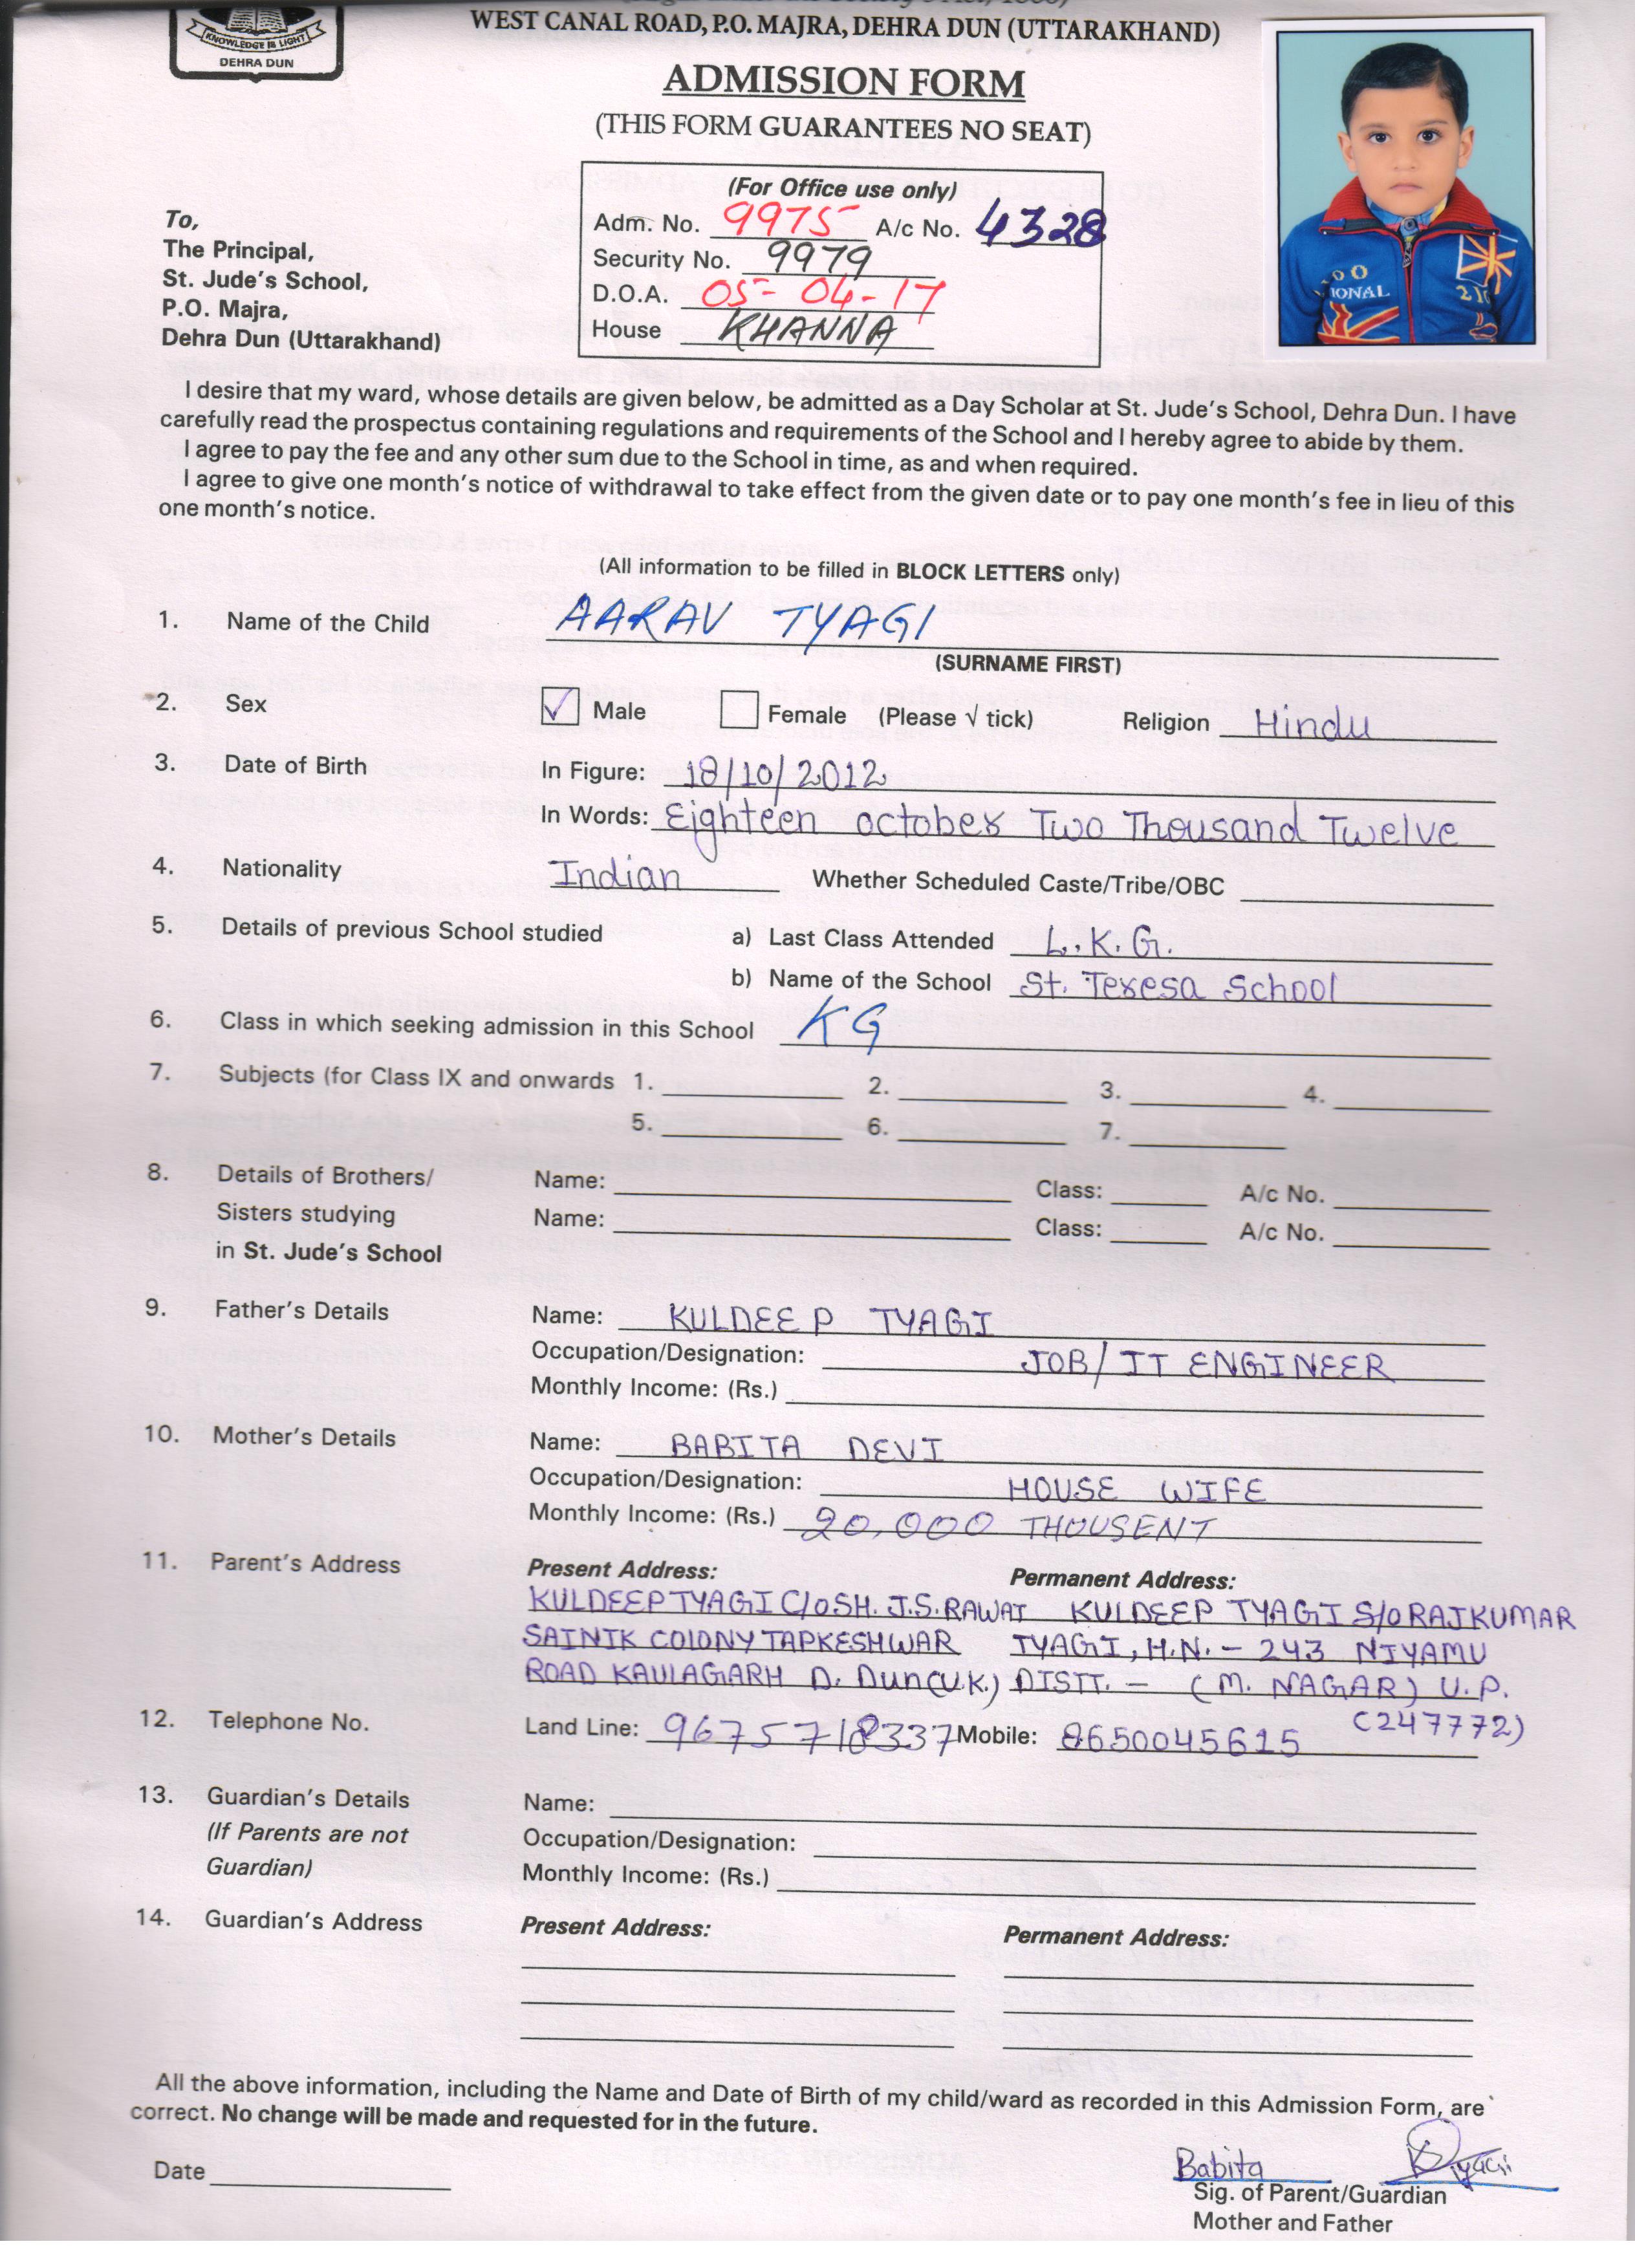 KNOWLEDGE IS LIGHT
DEHRA DUN
WEST CANAL ROAD, P.O. MAJRA, DEHRA DUN (UTTARAKHAND)
ADMISSION FORM
(THIS FORM GUARANTEES NO SEAT)
(For Office use only)
Adm. No. 9975 A/c No. 4328
Security No. 9979
D.O.A. 05-04-17
House KHANNA
To,
The Principal,
St. Jude's School,
P.O. Majra,
Dehra Dun (Uttarakhand)
IONAL
I desire that my ward, whose details are given below, be admitted as a Day Scholar at St. Jude's School, Dehra Dun. I have
carefully read the prospectus containing regulations and requirements of the School and I hereby agree to abide by them.
I agree to pay the fee and any other sum due to the School in time, as and when required.
I agree to give one month's notice of withdrawal to take effect from the given date or to pay one month's fee in lieu of this
one month's notice.
(All information to be filled in BLOCK LETTERS only)
1. Name of the Child AARAV TYAGI
(SURNAME FIRST)
2. Sex ✓ Male Female (Please √ tick) Religion Hindu
3. Date of Birth In Figure: 18/10/2012
In Words: Eighteen october Two Thousand Twelve
4. Nationality Indian Whether Scheduled Caste/Tribe/OBC
5. Details of previous School studied a) Last Class Attended L.K.G.
b) Name of the School St. Teresa School
6. Class in which seeking admission in this School KG
7. Subjects (for Class IX and onwards 1. 2. 3. 4.
5. 6. 7.
8. Details of Brothers/ Name: Class: A/c No.
Sisters studying Name: Class: A/c No.
in St. Jude's School
9. Father's Details Name: KULDEEP TYAGI
Occupation/Designation: JOB/IT ENGINEER
Monthly Income: (Rs.)
10. Mother's Details Name: BABITA DEVI
Occupation/Designation: HOUSE WIFE
Monthly Income: (Rs.) 20,000 THOUSENT
11. Parent's Address Present Address: Permanent Address:
KULDEEP TYAGI C/O SH. J.S. RAWAT KULDEEP TYAGI S/O RAJKUMAR
SAINIK COLONY TAPKESHWAR TYAGI, H.N. - 243 NIYAMU
ROAD KAULAGARH D. Dun(U.K.) DISTT. - (M. NAGAR) U.P.
(247772)
12. Telephone No. Land Line: 9675718337 Mobile: 8650045615
13. Guardian's Details Name:
(If Parents are not Occupation/Designation:
Guardian) Monthly Income: (Rs.)
14. Guardian's Address Present Address: Permanent Address:
All the above information, including the Name and Date of Birth of my child/ward as recorded in this Admission Form, are
correct. No change will be made and requested for in the future.
Date
Babita KTyagi
Sig. of Parent/Guardian
Mother and Father